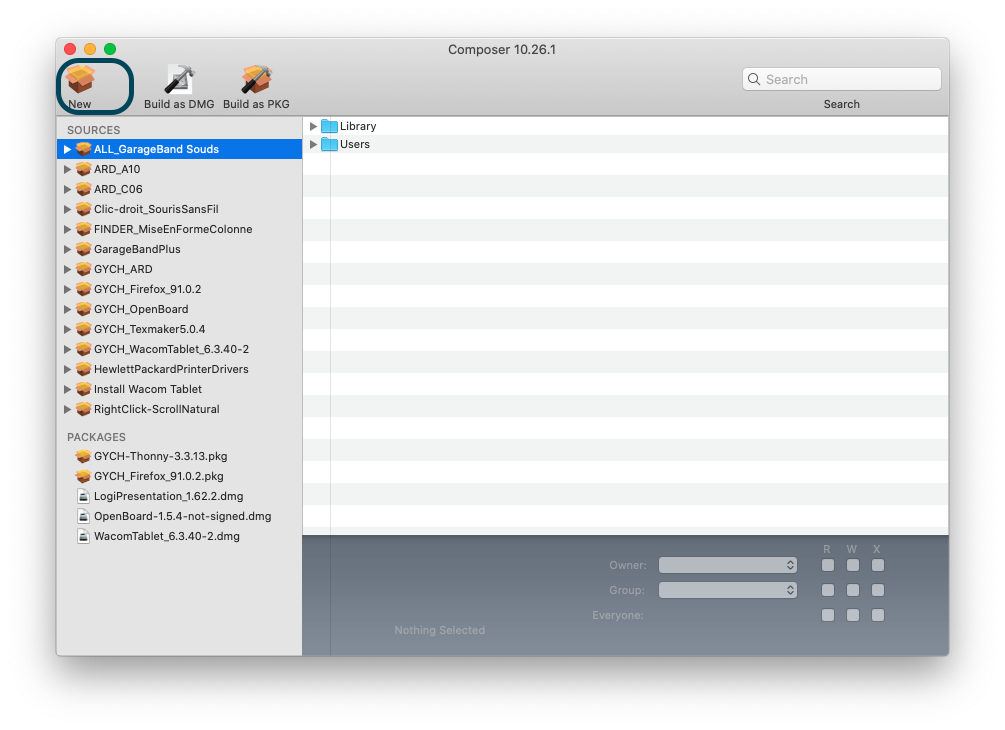 Composer 10.26.1
New
Build as DMG
Build as PKG
Search
Search
SOURCES
ALL_GarageBand Souds
ARD_A10
ARD_C06
Clic-droit_SourisSansFil
FINDER_MiseEnFormeColonne
GarageBandPlus
GYCH_ARD
GYCH_Firefox_91.0.2
GYCH_OpenBoard
GYCH_Texmaker5.0.4
GYCH_WacomTablet_6.3.40-2
HewlettPackardPrinterDrivers
Install Wacom Tablet
RightClick-ScrollNatural
PACKAGES
GYCH-Thonny-3.3.13.pkg
GYCH_Firefox_91.0.2.pkg
LogiPresentation_1.62.2.dmg
OpenBoard-1.5.4-not-signed.dmg
WacomTablet_6.3.40-2.dmg
Library
Users
R W X
Owner:
Group:
Everyone:
Nothing Selected